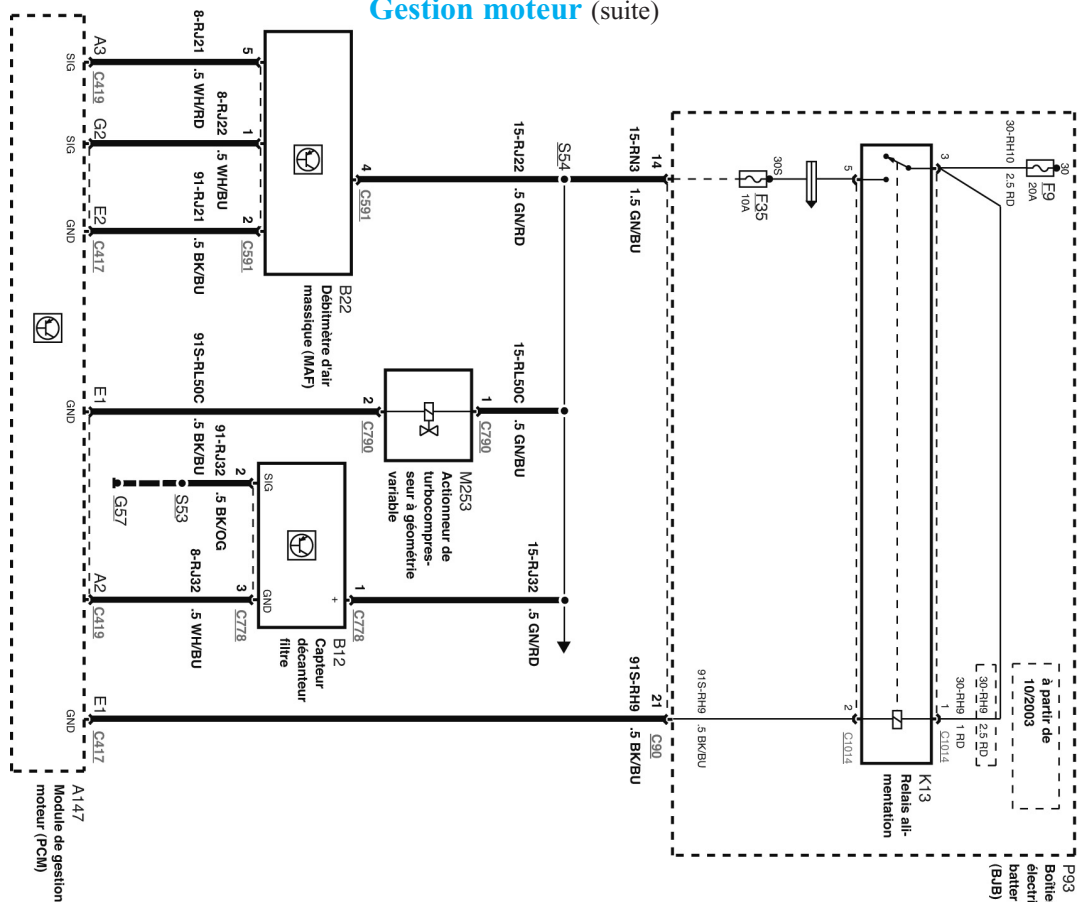 Gestion moteur (suite)
P93
Boîtie
électri
batter
(BJB)
30
F9
20A
30-RH10 2.5 RD
à partir de
10/2003
30-RH9 2.5 RD
30-RH9 1 RD
3
1
C1014
K13
Relais ali-
mentation
5
2
C1014
30S
F35
10A
91S-RH9 .5 BK/BU
14
21
C90
15-RN3 1.5 GN/BU
91S-RH9 .5 BK/BU
S54
15-RJ22 .5 GN/RD
15-RL50C .5 GN/BU
15-RJ32 .5 GN/RD
4
C591
1
C790
1
C778
B22
Débitmètre d'air
massique (MAF)
M253
Actionneur de
turbocompres-
seur à géométrie
variable
+
B12
Capteur
décanteur
filtre
SIG
GND
5
1
2
C591
2
C790
2
3
C778
8-RJ21 .5 WH/RD
8-RJ22 .5 WH/BU
91-RJ21 .5 BK/BU
91S-RL50C .5 BK/BU
91-RJ32 .5 BK/OG
8-RJ32 .5 WH/BU
S53
G57
A3
C419
G2
E2
C417
E1
A2
C419
E1
C417
SIG
SIG
GND
GND
GND
A147
Module de gestion
moteur (PCM)